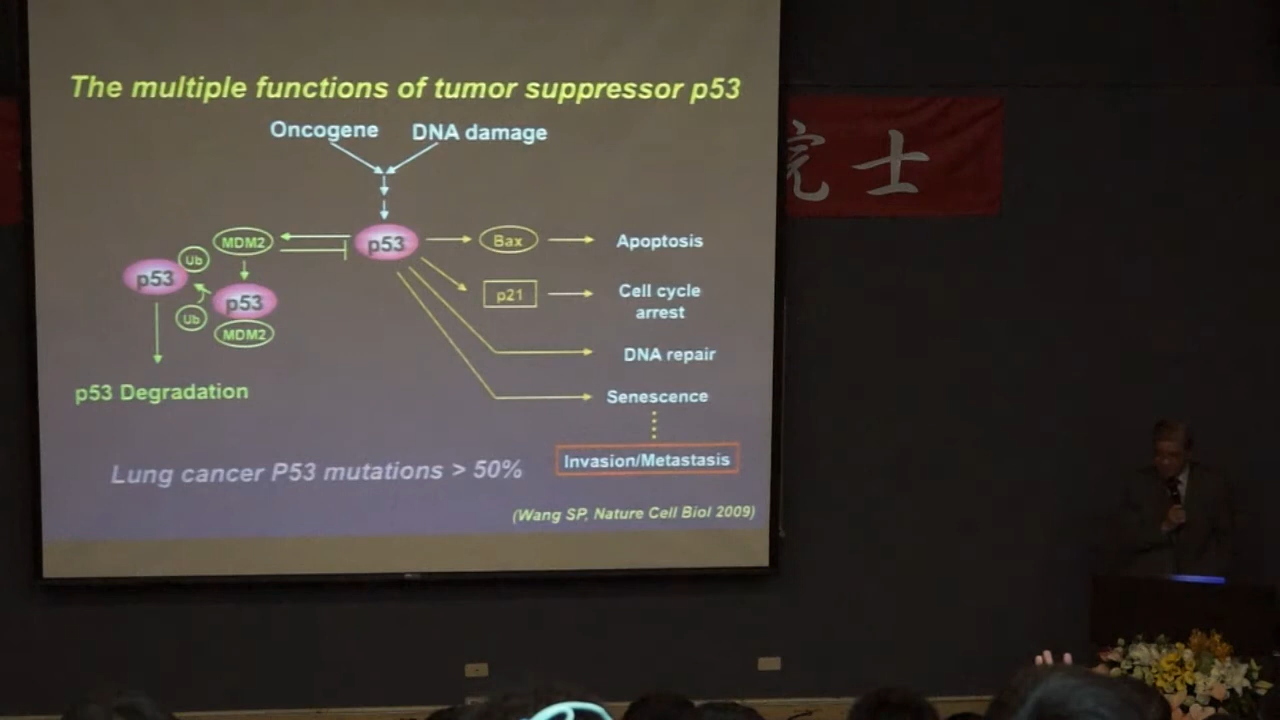 The multiple functions of tumor suppressor p53
Oncogene
DNA damage
院士
MDM2
p53
Bax
Apoptosis
Ub
p53
p53
Ub
MDM2
p21
Cell cycle
arrest
DNA repair
p53 Degradation
Senescence
Invasion/Metastasis
Lung cancer P53 mutations > 50%
(Wang SP, Nature Cell Biol 2009)